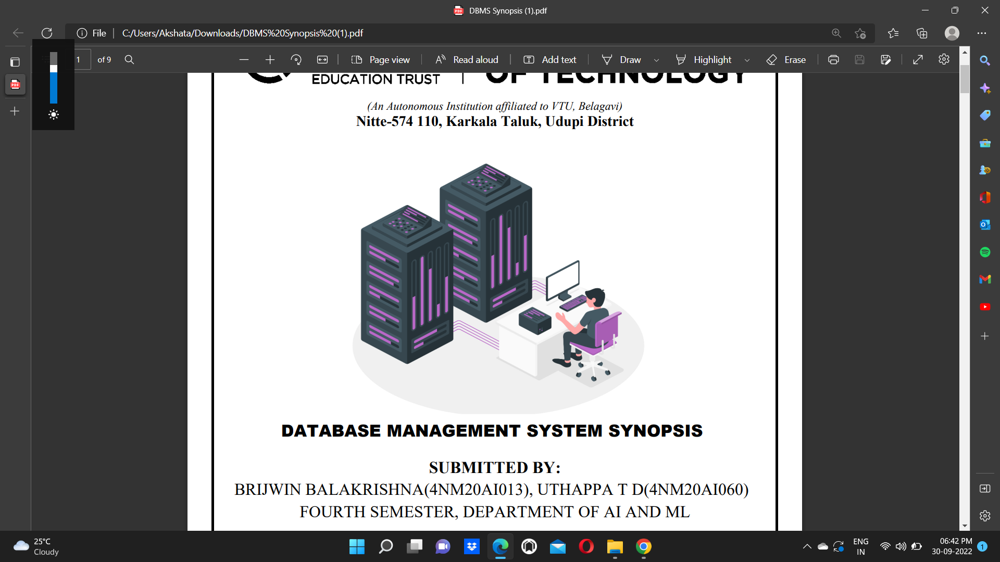 DBMS Synopsis (1).pdf
File
C:/Users/Akshata/Downloads/DBMS%20Synopsis%20(1).pdf
1 of 9
Page view
Read aloud
Add text
Draw
Highlight
Erase
EDUCATION TRUST
OF TECHNOLOGY
(An Autonomous Institution affiliated to VTU, Belagavi)
Nitte-574 110, Karkala Taluk, Udupi District
DATABASE MANAGEMENT SYSTEM SYNOPSIS
SUBMITTED BY:
BRIJWIN BALAKRISHNA(4NM20AI013), UTHAPPA T D(4NM20AI060)
FOURTH SEMESTER, DEPARTMENT OF AI AND ML
25°C
Cloudy
ENG
IN
06:42 PM
30-09-2022
1